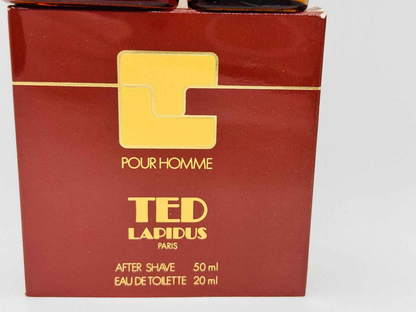 POUR HOMME
TED
LAPIDUS
PARIS
AFTER SHAVE 50 ml
EAU DE TOILETTE 20 ml